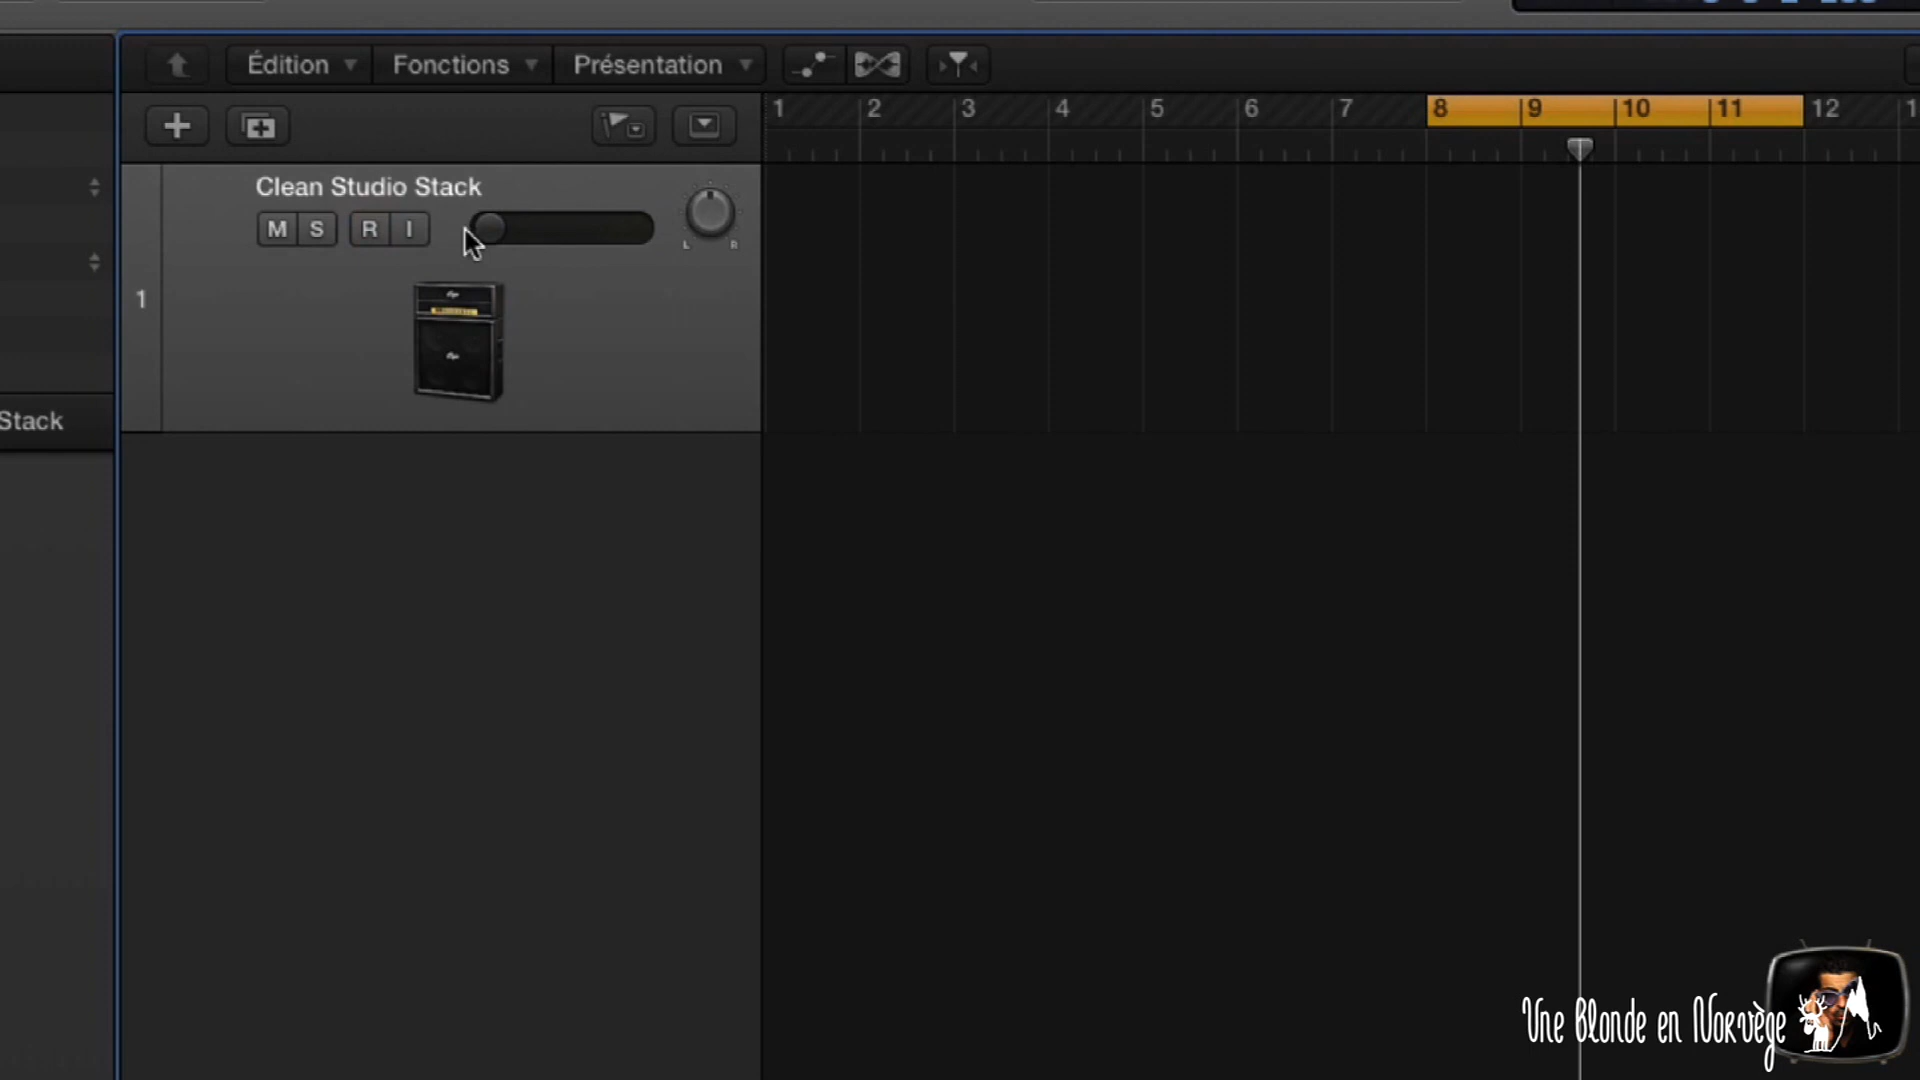 Édition Fonctions Présentation
1 2 3 4 5 6 7 8 9 10 11 12 1
Clean Studio Stack
M S R I
L R
1
Stack
Une Blonde en Norvège